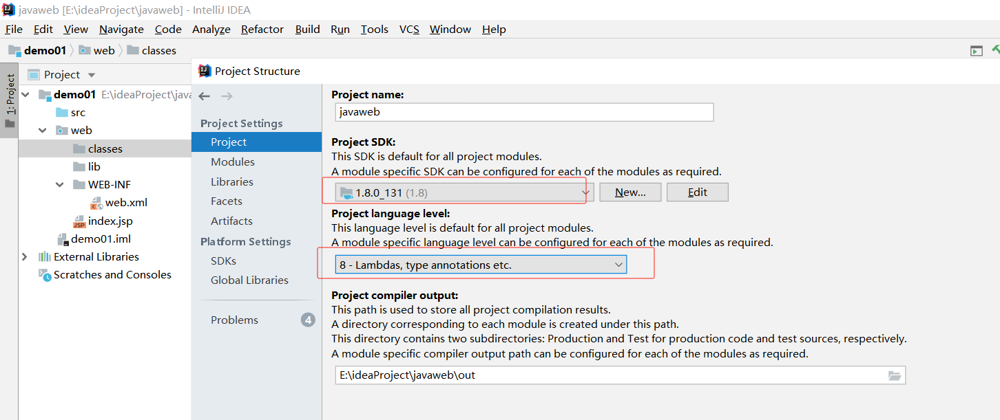 javaweb [E:\ideaProject\javaweb] - IntelliJ IDEA
File Edit View Navigate Code Analyze Refactor Build Run Tools VCS Window Help
demo01 web classes
1: Project
Project
demo01 E:\ideaProject\java
src
web
classes
lib
WEB-INF
web.xml
JSP index.jsp
demo01.iml
External Libraries
Scratches and Consoles
Project Structure
Project Settings
Project
Modules
Libraries
Facets
Artifacts
Platform Settings
SDKs
Global Libraries
Problems 4
Project name:
javaweb
Project SDK:
This SDK is default for all project modules.
A module specific SDK can be configured for each of the modules as required.
1.8.0_131 (1.8) New... Edit
Project language level:
This language level is default for all project modules.
A module specific language level can be configured for each of the modules as required.
8 - Lambdas, type annotations etc.
Project compiler output:
This path is used to store all project compilation results.
A directory corresponding to each module is created under this path.
This directory contains two subdirectories: Production and Test for production code and test sources, respectively.
A module specific compiler output path can be configured for each of the modules as required.
E:\ideaProject\javaweb\out